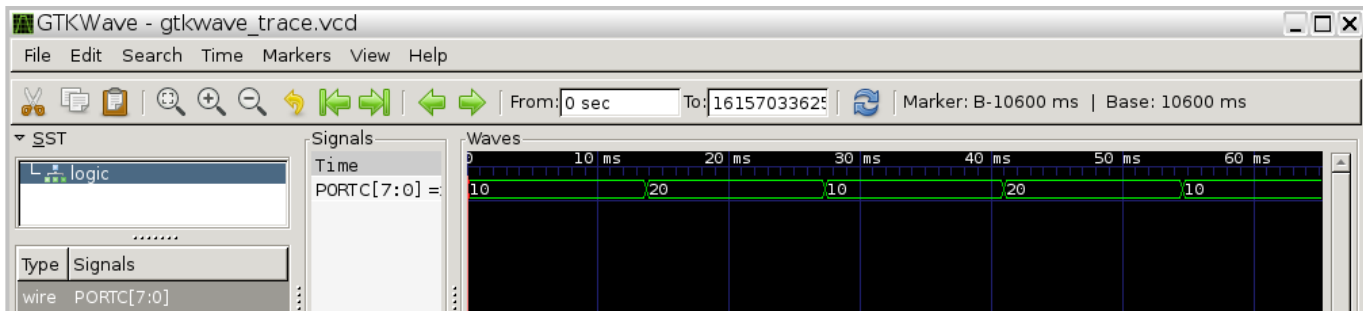 GTKWave - gtkwave_trace.vcd
File Edit Search Time Markers View Help
From: 0 sec To: 16157033625 Marker: B-10600 ms | Base: 10600 ms
SST
logic
Type Signals
wire PORTC[7:0]
Signals
Time
PORTC[7:0] =
Waves
0 10 ms 20 ms 30 ms 40 ms 50 ms 60 ms
10 20 10 20 10